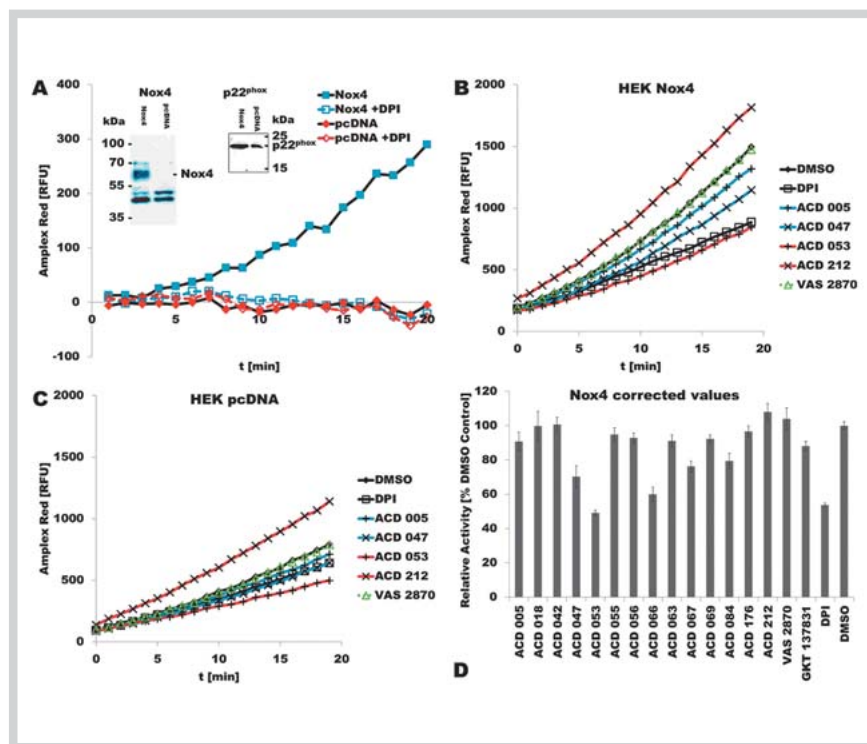 A
400
300
200
100
0
-100
Amplex Red [RFU]
0
5
10
15
20
t [min]
Nox4
kDa
Nox4
pcDNA
100
70
55
35
Nox4
p22phox
Nox4
pcDNA
kDa
25
p22phox
15
Nox4
Nox4 +DPI
pcDNA
pcDNA +DPI
B
HEK Nox4
2000
1500
1000
500
0
Amplex Red [RFU]
0
5
10
15
20
t [min]
DMSO
DPI
ACD 005
ACD 047
ACD 053
ACD 212
VAS 2870
C
HEK pcDNA
2000
1500
1000
500
0
Amplex Red [RFU]
0
5
10
15
20
t [min]
DMSO
DPI
ACD 005
ACD 047
ACD 053
ACD 212
VAS 2870
Nox4 corrected values
120
100
80
60
40
20
0
Relative Activity [% DMSO Control]
ACD 005
ACD 018
ACD 042
ACD 047
ACD 053
ACD 055
ACD 056
ACD 066
ACD 063
ACD 067
ACD 069
ACD 084
ACD 176
ACD 212
VAS 2870
GKT 137831
DPI
DMSO
D